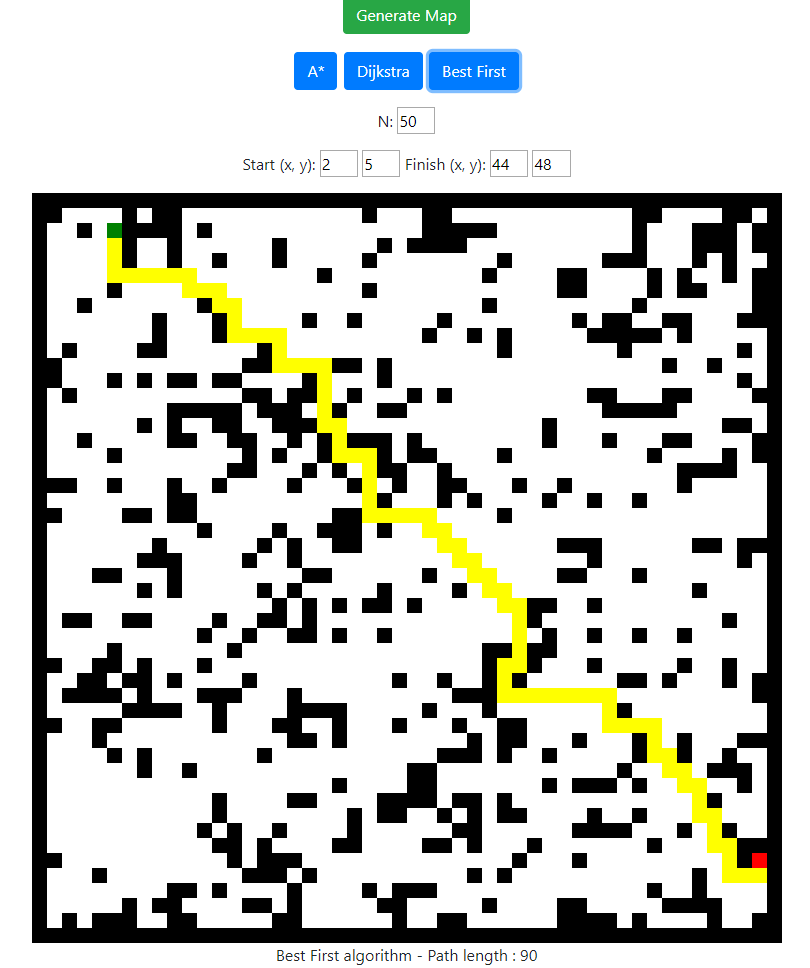 Generate Map
A* Dijkstra Best First
N: 50
Start (x, y): 2 5 Finish (x, y): 44 48
Best First algorithm - Path length : 90